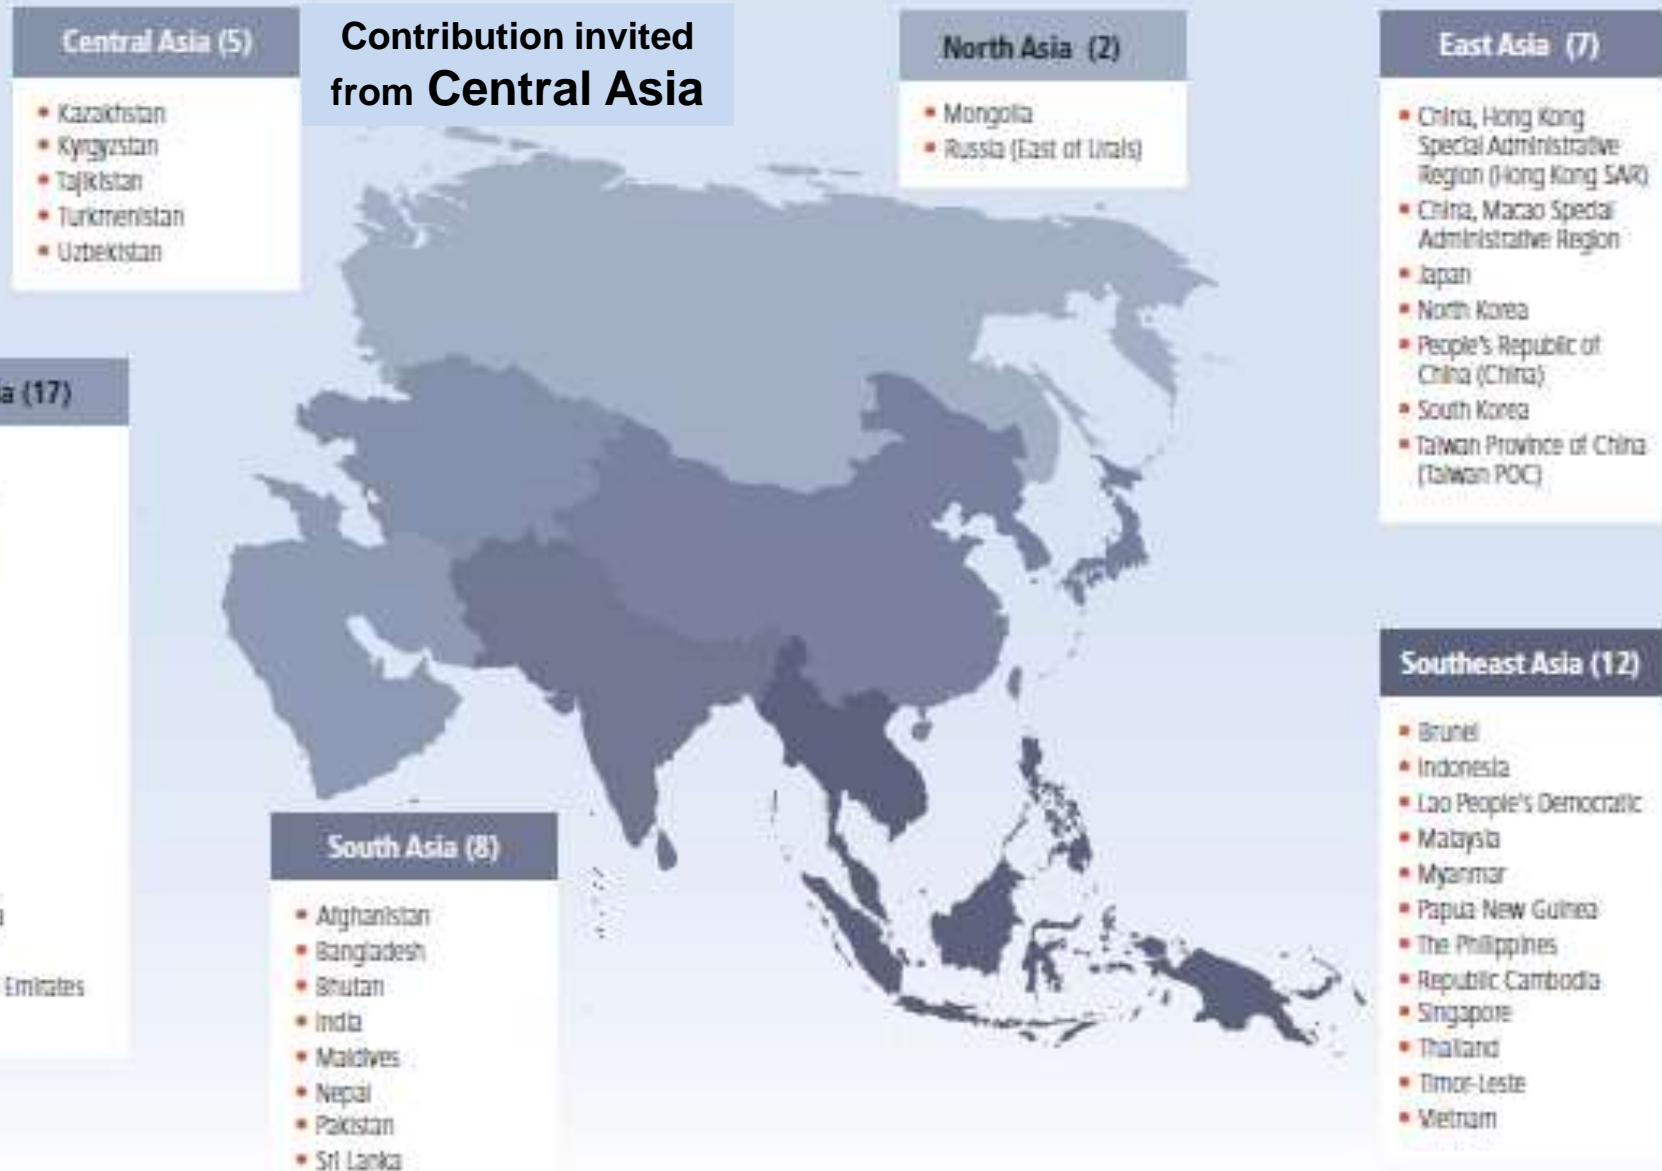 Central Asia (5)
• Kazakhstan
• Kyrgyzstan
• Tajikistan
• Turkmenistan
• Uzbekistan
Contribution invited
from Central Asia
North Asia (2)
• Mongolia
• Russia (East of Urals)
East Asia (7)
• China, Hong Kong
Special Administrative
Region (Hong Kong SAR)
• China, Macao Special
Administrative Region
• Japan
• North Korea
• People's Republic of
China (China)
• South Korea
• Taiwan Province of China
(Taiwan POC)
a (17)
Emirates
South Asia (8)
• Afghanistan
• Bangladesh
• Bhutan
• India
• Maldives
• Nepal
• Pakistan
• Sri Lanka
Southeast Asia (12)
• Brunei
• Indonesia
• Lao People's Democratic
• Malaysia
• Myanmar
• Papua New Guinea
• The Philippines
• Republic Cambodia
• Singapore
• Thailand
• Timor-Leste
• Vietnam